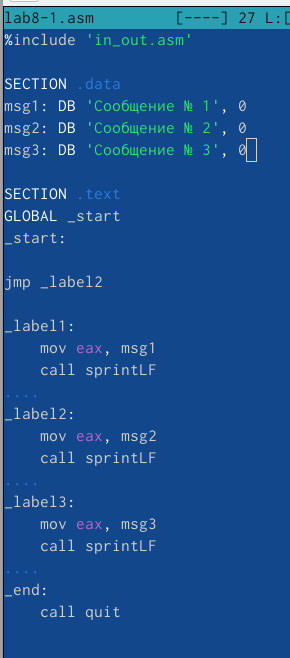 lab8-1.asm [----] 27 L:[
%include 'in_out.asm'
SECTION .data
msg1: DB 'Сообщение № 1', 0
msg2: DB 'Сообщение № 2', 0
msg3: DB 'Сообщение № 3', 0
SECTION .text
GLOBAL _start
_start:
jmp _label2
_label1:
mov eax, msg1
call sprintLF
....
_label2:
mov eax, msg2
call sprintLF
....
_label3:
mov eax, msg3
call sprintLF
....
_end:
call quit